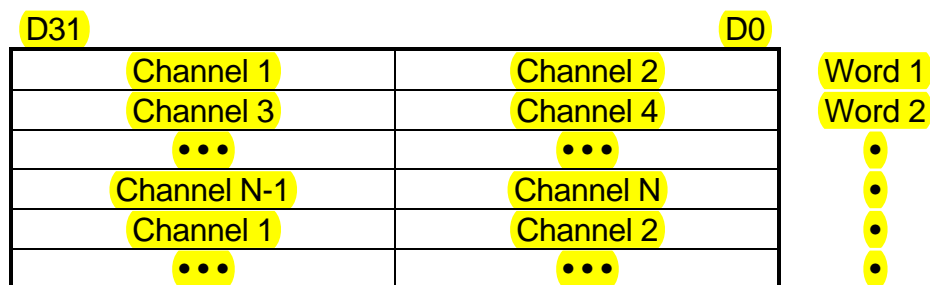 D31 D0
Channel 1 Channel 2 Word 1
Channel 3 Channel 4 Word 2
••• ••• •
Channel N-1 Channel N •
Channel 1 Channel 2 •
••• ••• •